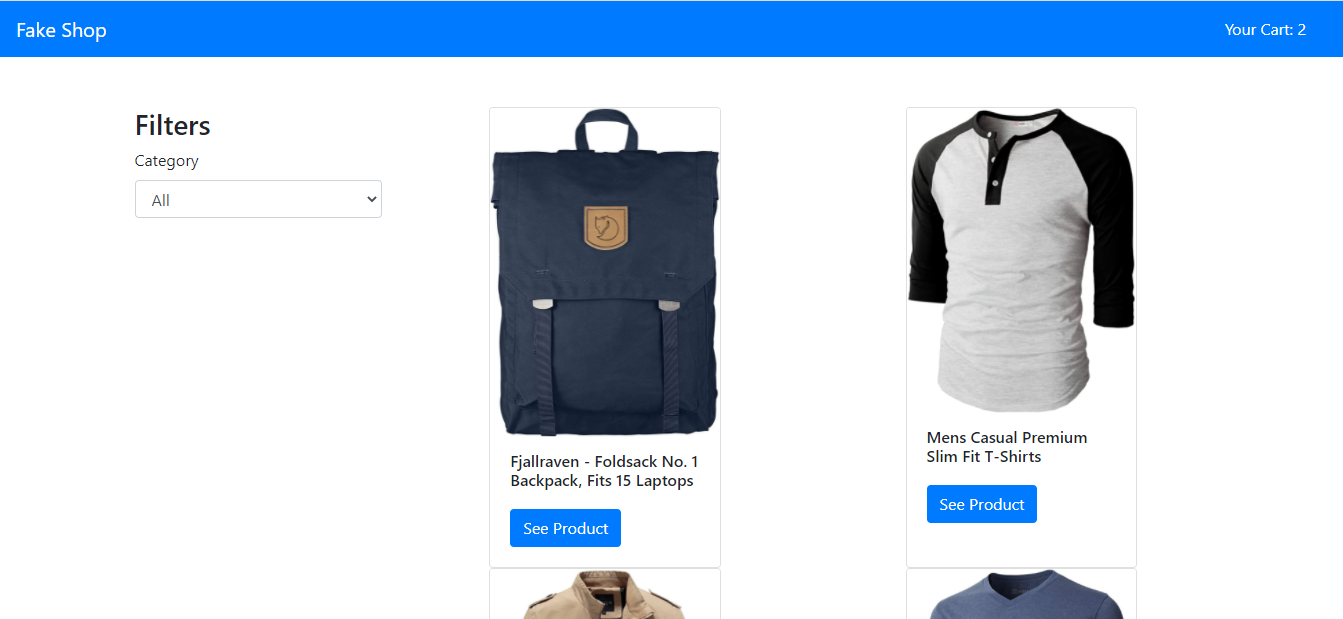 Fake Shop
Your Cart: 2
Filters
Category
All
Fjallraven - Foldsack No. 1
Backpack, Fits 15 Laptops
See Product
Mens Casual Premium
Slim Fit T-Shirts
See Product